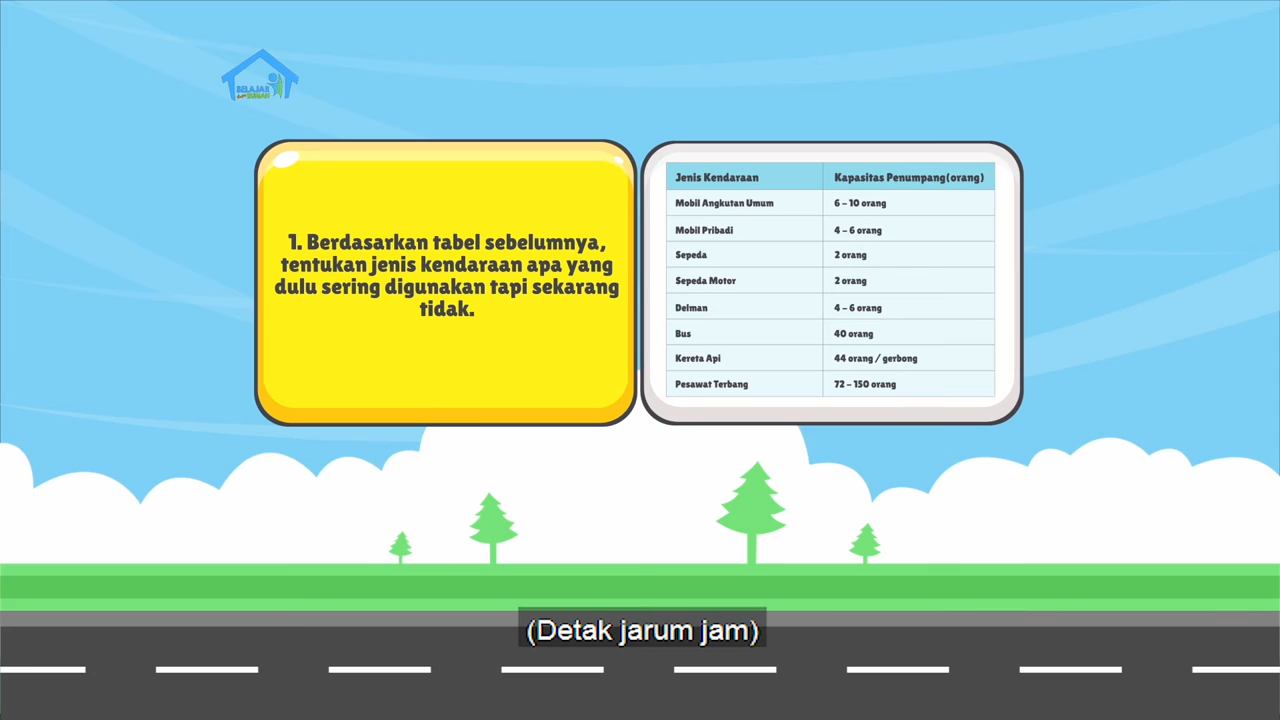 BELAJAR
dari RUMAH
1. Berdasarkan tabel sebelumnya,
tentukan jenis kendaraan apa yang
dulu sering digunakan tapi sekarang
tidak.
Jenis Kendaraan Kapasitas Penumpang(orang)
Mobil Angkutan Umum 6 – 10 orang
Mobil Pribadi 4 – 6 orang
Sepeda 2 orang
Sepeda Motor 2 orang
Delman 4 – 6 orang
Bus 40 orang
Kereta Api 44 orang / gerbong
Pesawat Terbang 72 – 150 orang
(Detak jarum jam)